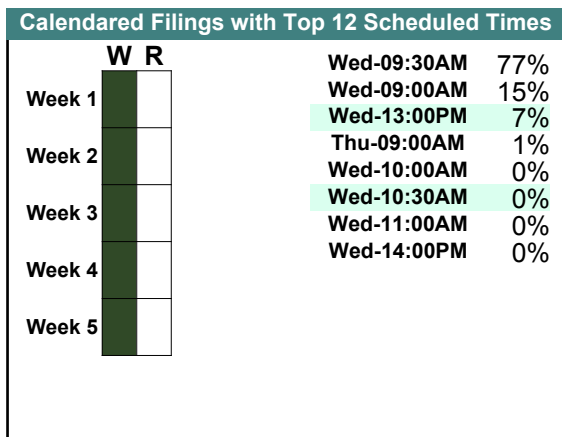 Calendared Filings with Top 12 Scheduled Times
W R
Week 1
Week 2
Week 3
Week 4
Week 5
Wed-09:30AM 77%
Wed-09:00AM 15%
Wed-13:00PM 7%
Thu-09:00AM 1%
Wed-10:00AM 0%
Wed-10:30AM 0%
Wed-11:00AM 0%
Wed-14:00PM 0%